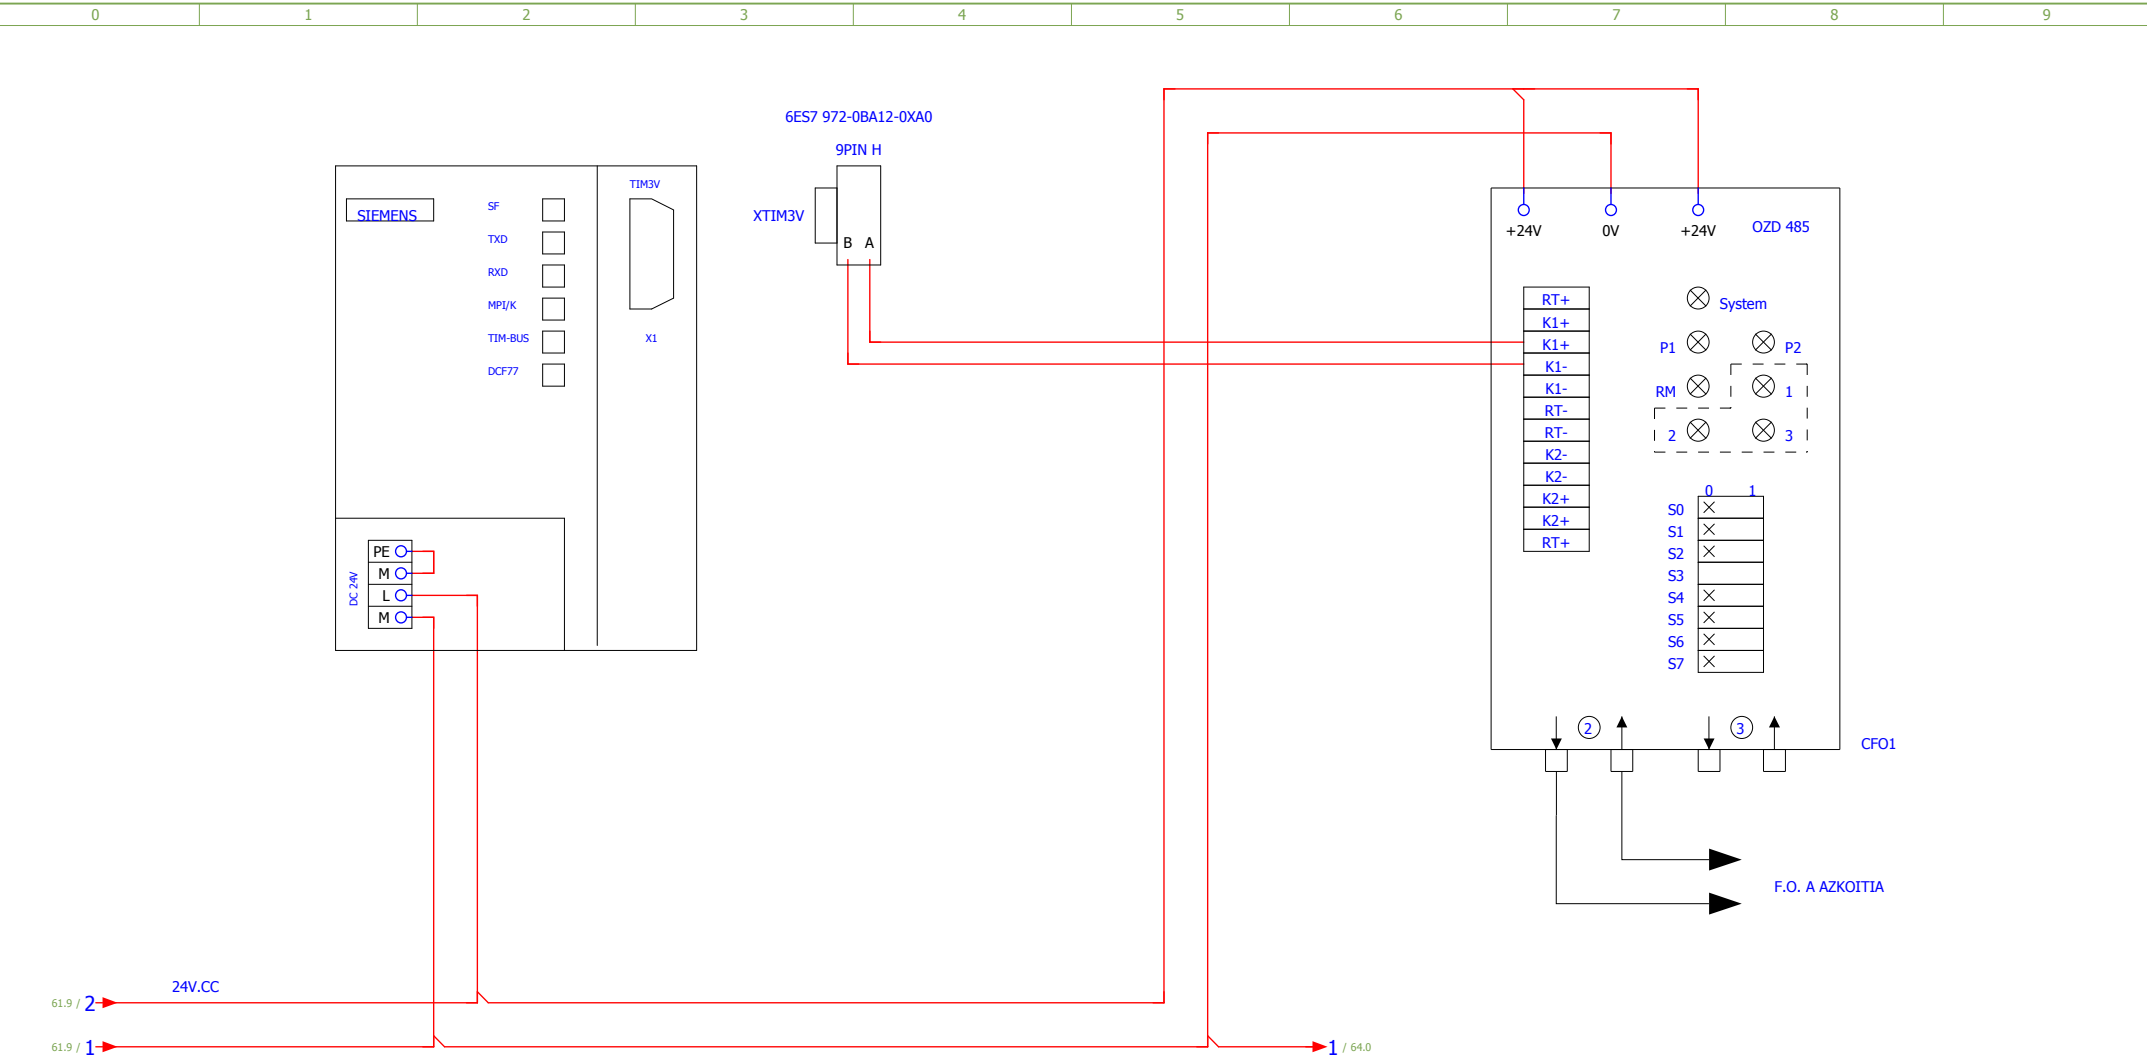 0 1 2 3 4 5 6 7 8 9
6ES7 972-0BA12-0XA0
9PIN H
XTIM3V
B A
SIEMENS
SF
TXD
RXD
MPI/K
TIM-BUS
DCF77
TIM3V
X1
DC 24V
PE
M
L
M
+24V 0V +24V
OZD 485
RT+
K1+
K1+
K1-
K1-
RT-
RT-
K2-
K2-
K2+
K2+
RT+
System
P1 P2
RM 1
2 3
0 1
S0
S1
S2
S3
S4
S5
S6
S7
2 3
CFO1
F.O. A AZKOITIA
24V.CC
61.9 / 2
61.9 / 1
1 / 64.0